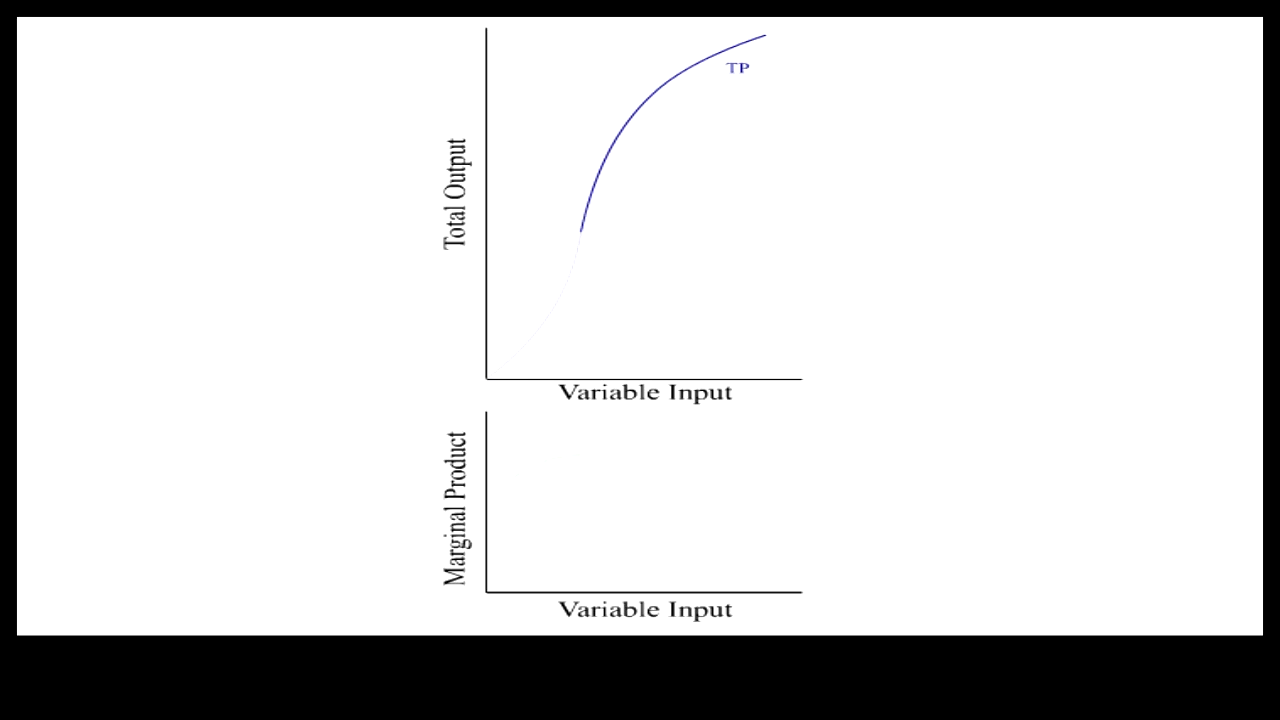 TP
Total Output
Variable Input
Marginal Product
Variable Input